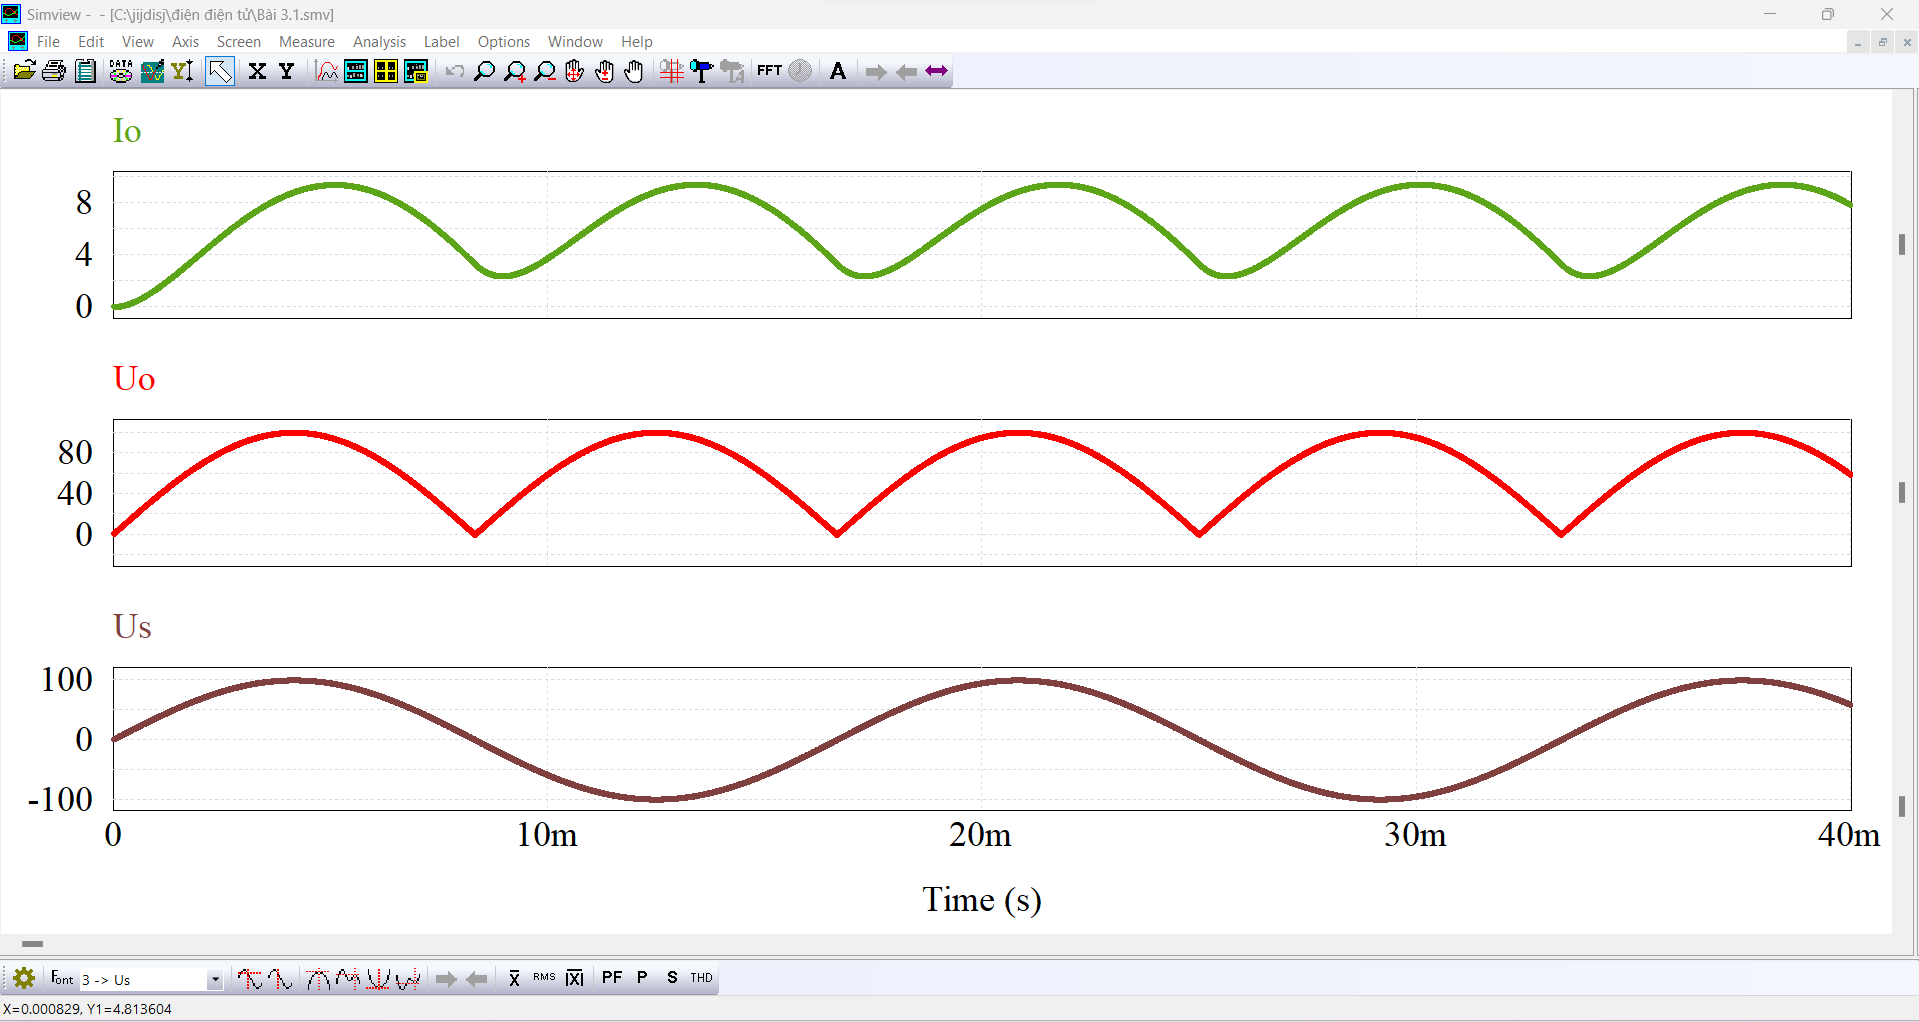 Simview - - [C:\jijdisj\điện điện tử\Bài 3.1.smv]
File Edit View Axis Screen Measure Analysis Label Options Window Help
DATA Y X Y FFT A
Io
8
4
0
Uo
80
40
0
Us
100
0
-100
0 10m 20m 30m 40m
Time (s)
Font 3 -> Us x RMS |X| PF P S THD
X=0.000829, Y1=4.813604